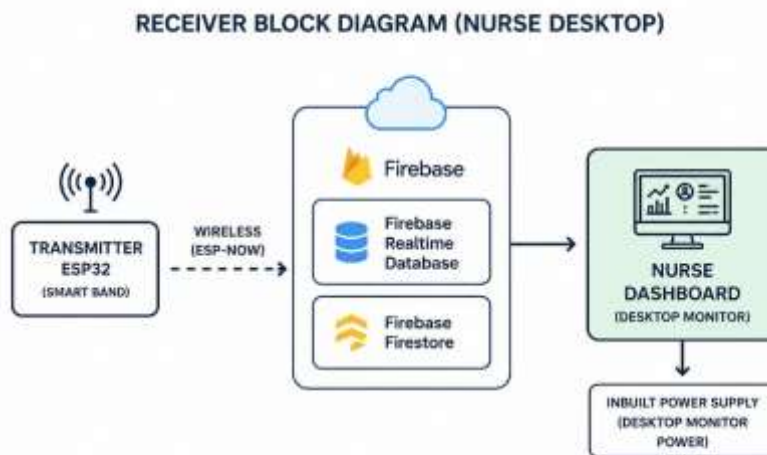 RECEIVER BLOCK DIAGRAM (NURSE DESKTOP)
TRANSMITTER
ESP32
(SMART BAND)
WIRELESS
(ESP-NOW)
Firebase
Firebase
Realtime
Database
Firebase
Firestore
NURSE
DASHBOARD
(DESKTOP MONITOR)
INBUILT POWER SUPPLY
(DESKTOP MONITOR
POWER)